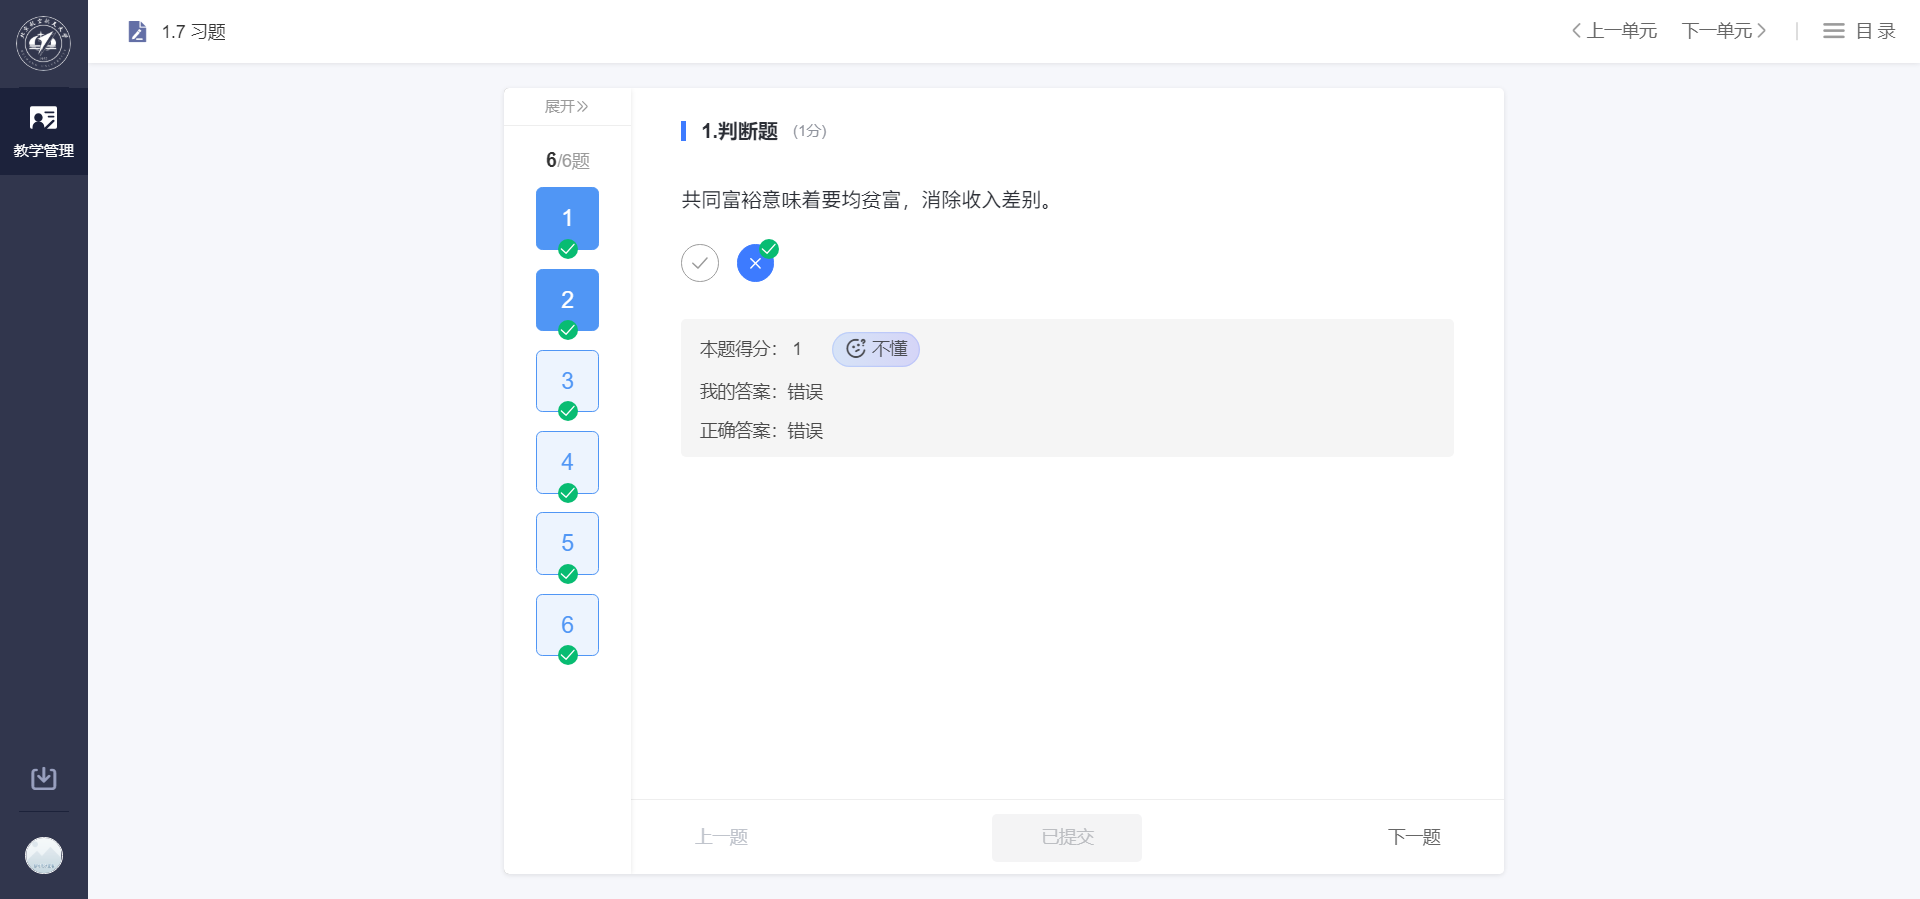 1.7 习题
上一单元
下一单元
目录
教学管理
展开
6/6题
1
2
3
4
5
6
1.判断题 (1分)
共同富裕意味着要均贫富，消除收入差别。
本题得分： 1 不懂
我的答案：错误
正确答案：错误
上一题
已提交
下一题